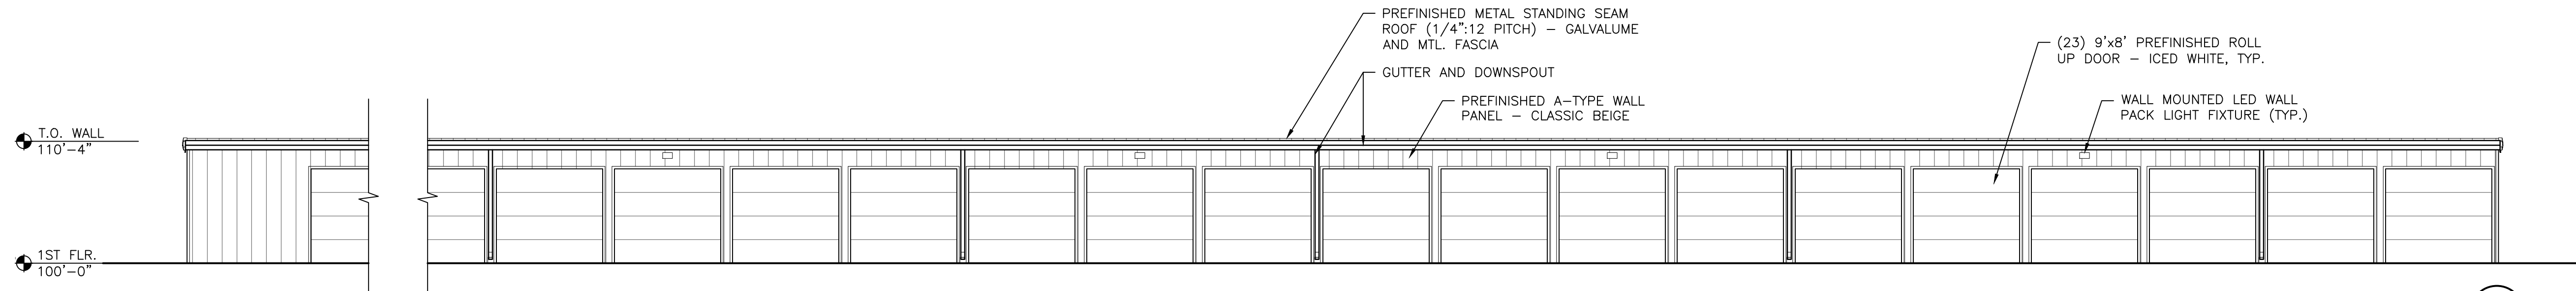 PREFINISHED METAL STANDING SEAM
ROOF (1/4":12 PITCH) – GALVALUME
AND MTL. FASCIA
GUTTER AND DOWNSPOUT
PREFINISHED A–TYPE WALL
PANEL – CLASSIC BEIGE
(23) 9'x8' PREFINISHED ROLL
UP DOOR – ICED WHITE, TYP.
WALL MOUNTED LED WALL
PACK LIGHT FIXTURE (TYP.)
T.O. WALL
110'–4"
1ST FLR.
100'–0"